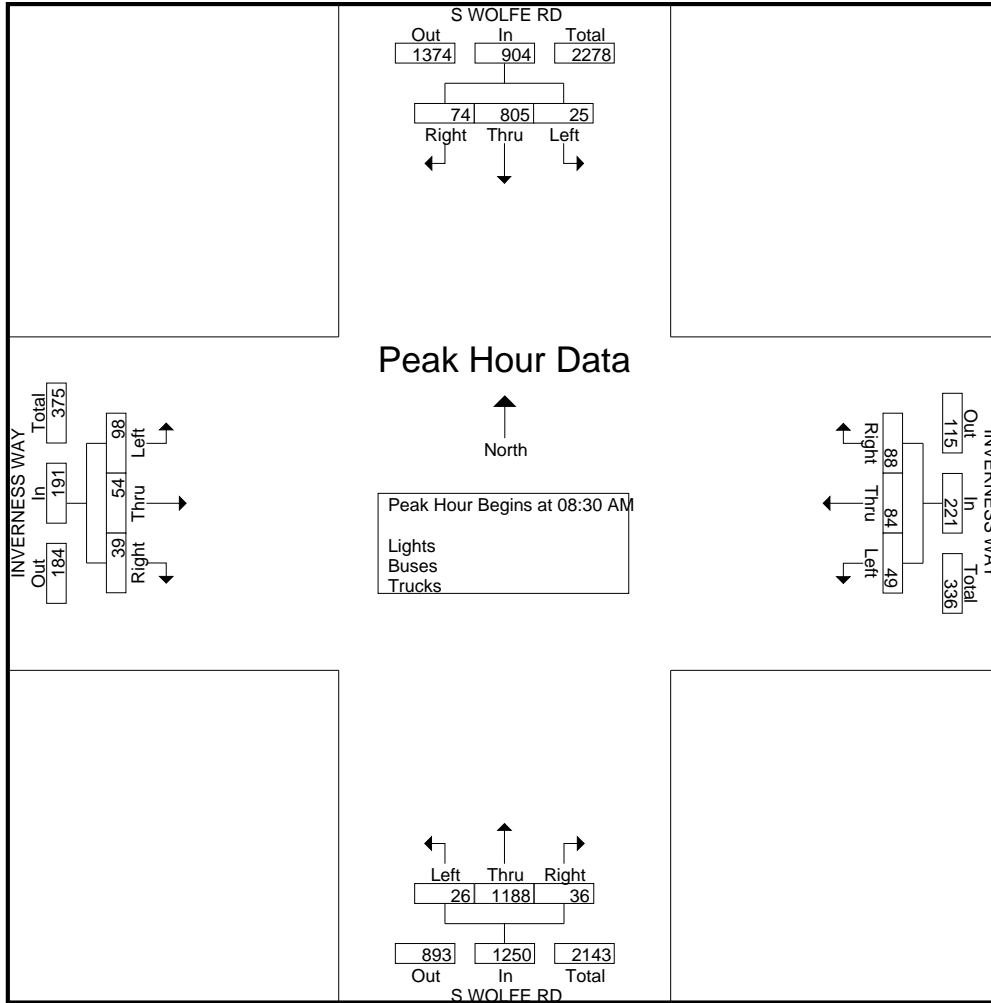 S WOLFE RD
Out In Total
1374 904 2278
74 805 25
Right Thru Left
Peak Hour Data
North
Peak Hour Begins at 08:30 AM
Lights
Buses
Trucks
INVERNESS WAY
Total In Out
375 191 184
98 54 39
Left Thru Right
Right Thru Left
88 84 49
115 221 336
Out In Total
INVERNESS WAY
Left Thru Right
26 1188 36
893 1250 2143
Out In Total
S WOLFE RD